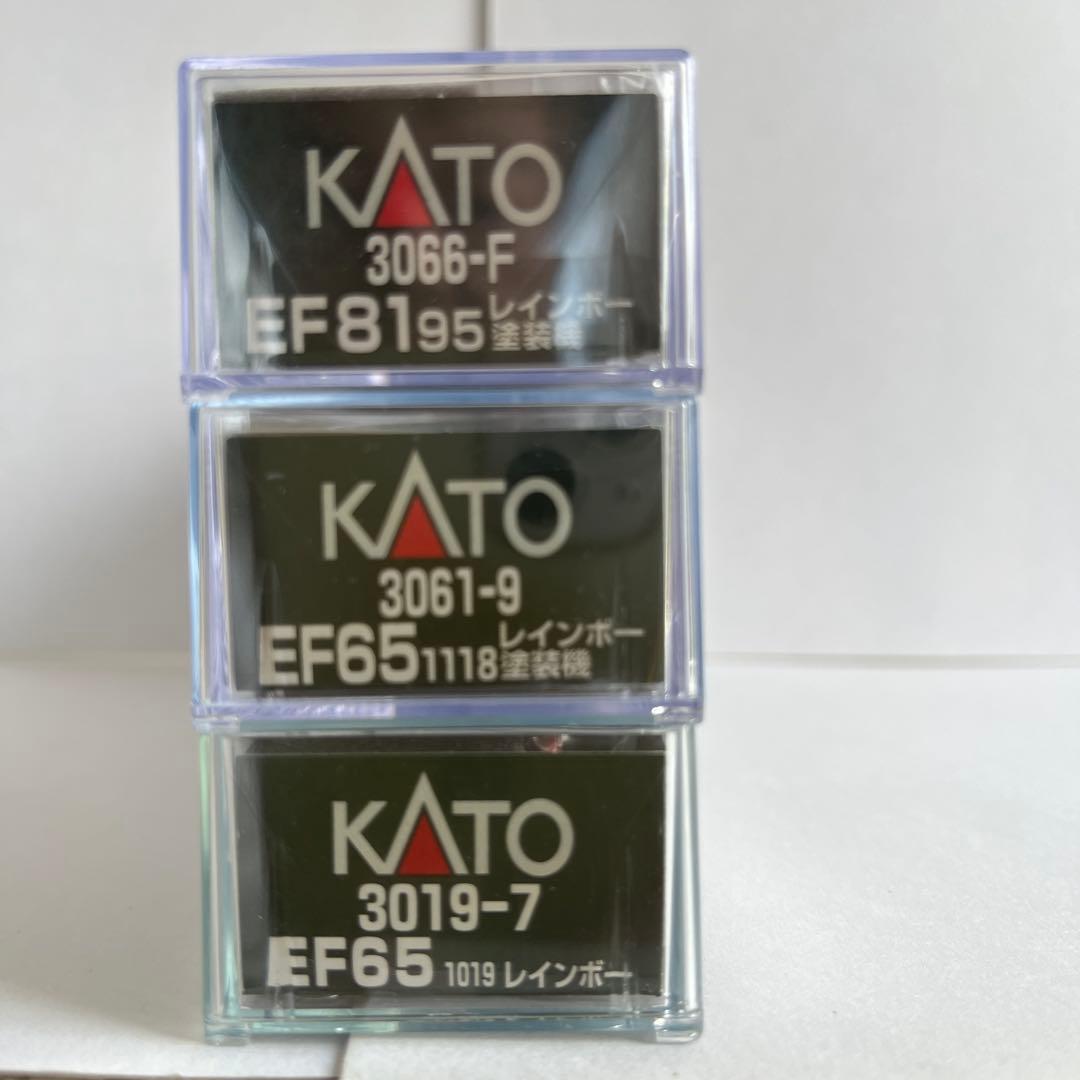 KATO
3066-F
EF81 95 レインボー
塗装機
KATO
3061-9
EF65 1118 レインボー
塗装機
KATO
3019-7
EF65 1019 レインボー